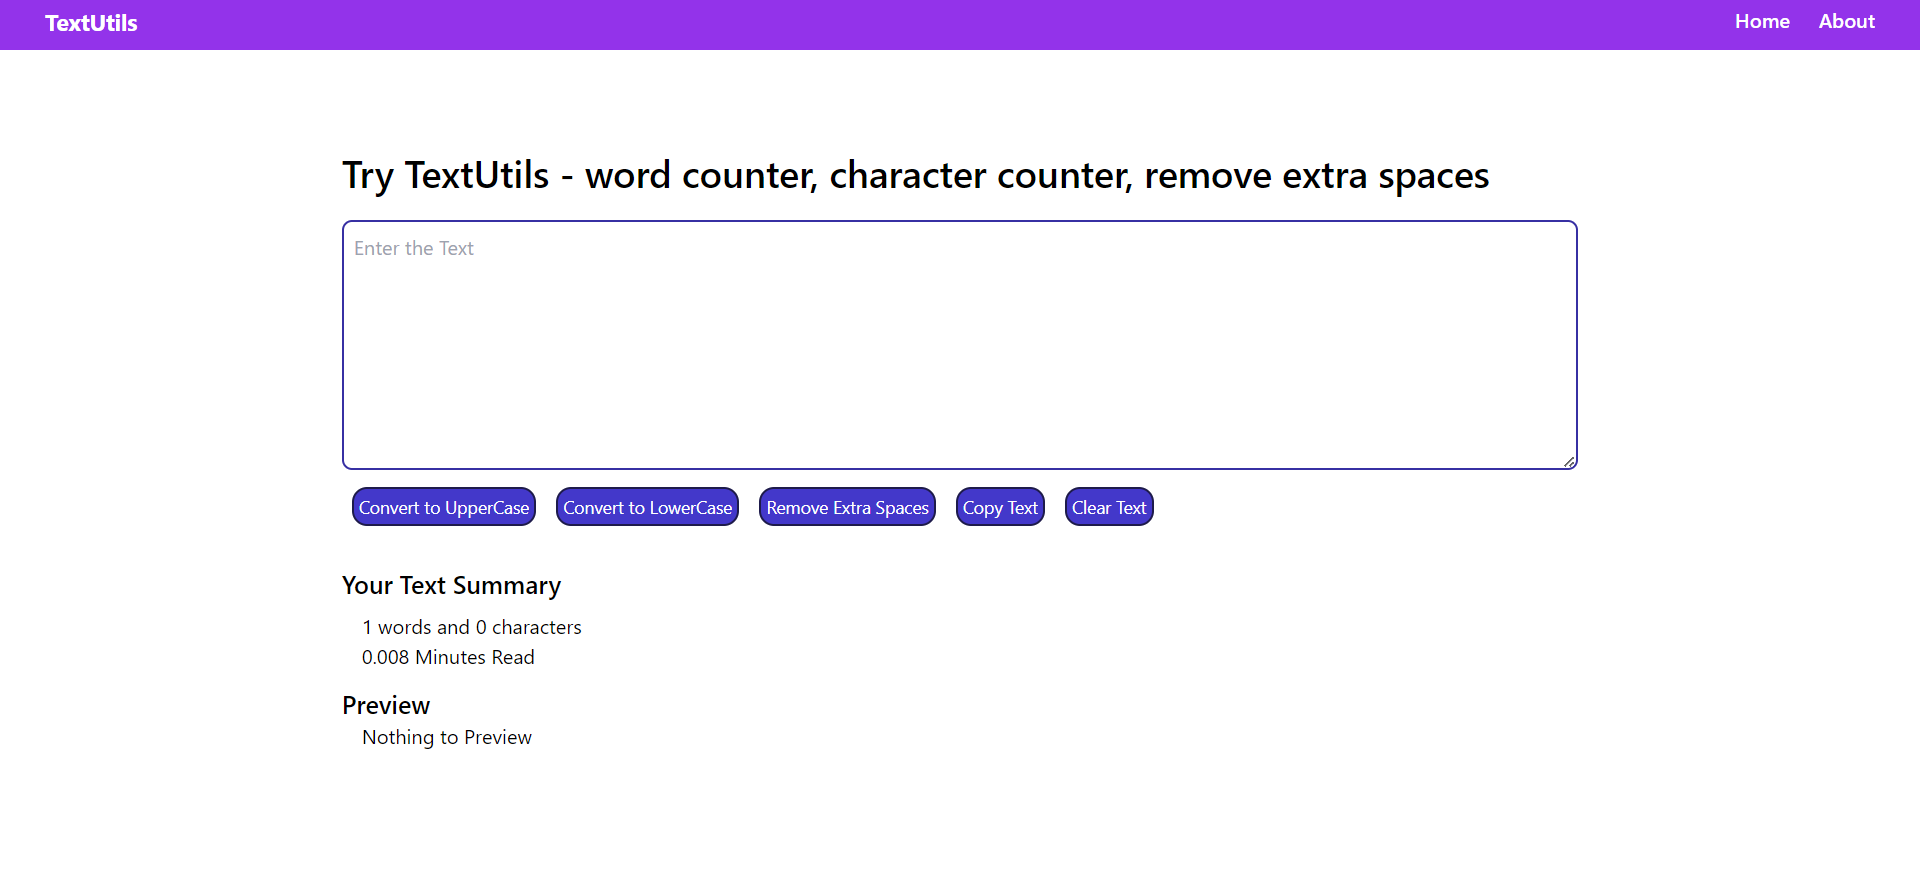 TextUtils Home About
Try TextUtils - word counter, character counter, remove extra spaces
Enter the Text
Convert to UpperCase Convert to LowerCase Remove Extra Spaces Copy Text Clear Text
Your Text Summary
1 words and 0 characters
0.008 Minutes Read
Preview
Nothing to Preview